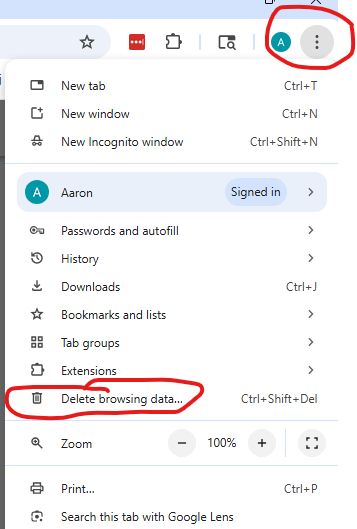 A
New tab Ctrl+T
New window Ctrl+N
New Incognito window Ctrl+Shift+N
A Aaron Signed in
Passwords and autofill
History
Downloads Ctrl+J
Bookmarks and lists
Tab groups
Extensions
Delete browsing data... Ctrl+Shift+Del
Zoom − 100% +
Print... Ctrl+P
Search this tab with Google Lens